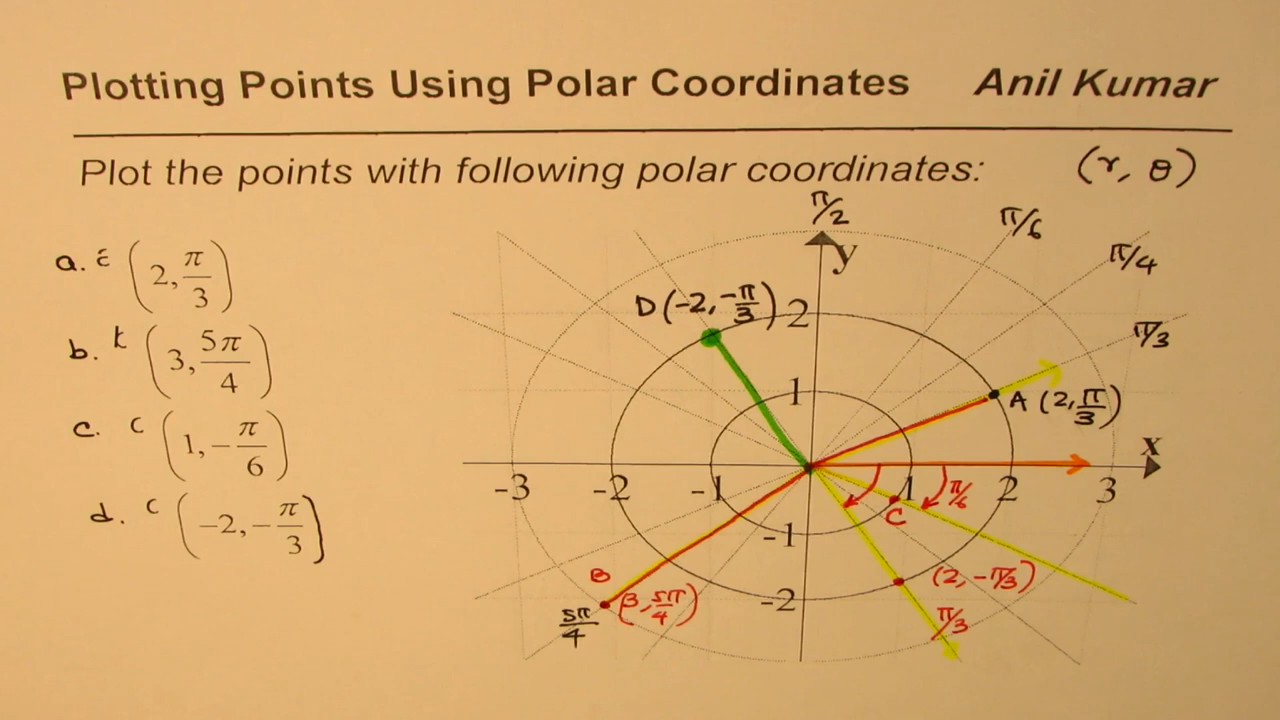 Plotting Points Using Polar Coordinates Anil Kumar
Plot the points with following polar coordinates: (r, θ)
a. (2, π/3)
b. (3, 5π/4)
c. (1, -π/6)
d. (-2, -π/3)
π/2
π/6
π/4
π/3
y
x
D(-2, -π/3)
2
1
A (2, π/3)
-3 -2 -1 1 2 3
π/6
C
-1
-2
B
(3, 5π/4)
5π/4
(2, -π/3)
π/3